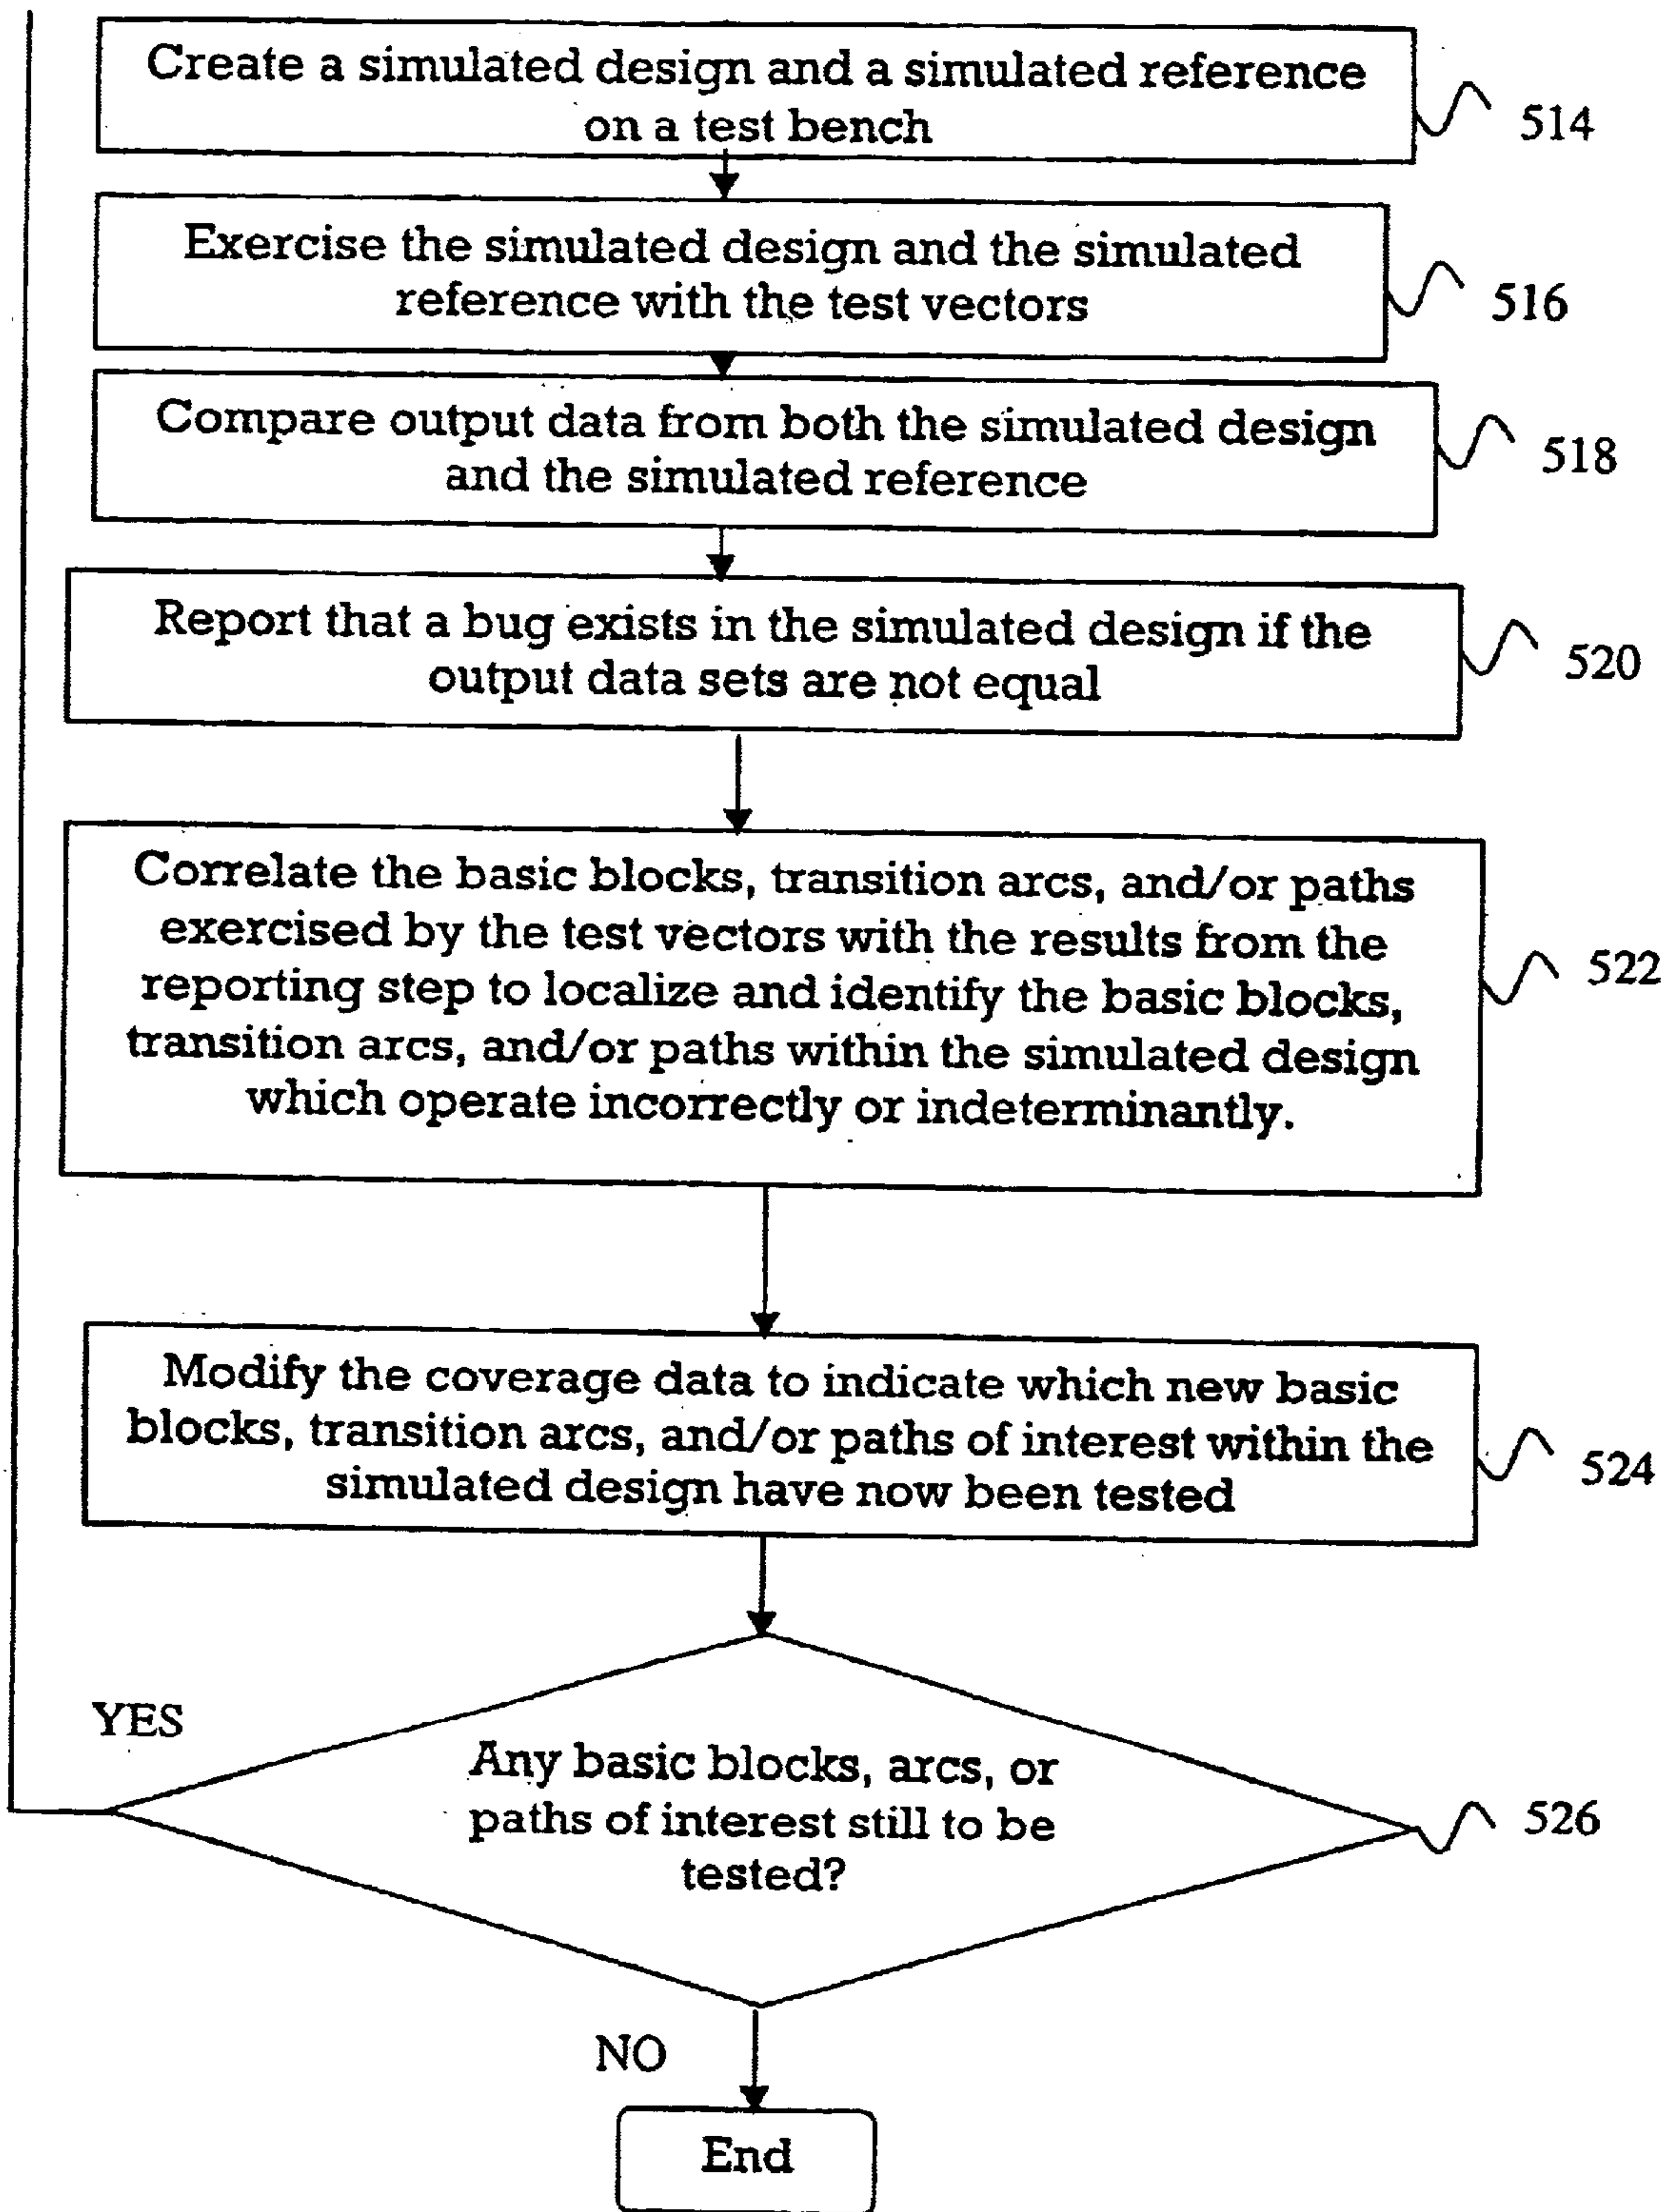 Create a simulated design and a simulated reference
on a test bench
514
Exercise the simulated design and the simulated
reference with the test vectors
516
Compare output data from both the simulated design
and the simulated reference
518
Report that a bug exists in the simulated design if the
output data sets are not equal
520
Correlate the basic blocks, transition arcs, and/or paths
exercised by the test vectors with the results from the
reporting step to localize and identify the basic blocks,
transition arcs, and/or paths within the simulated design
which operate incorrectly or indeterminantly.
522
Modify the coverage data to indicate which new basic
blocks, transition arcs, and/or paths of interest within the
simulated design have now been tested
524
YES
Any basic blocks, arcs, or
paths of interest still to be
tested?
526
NO
End